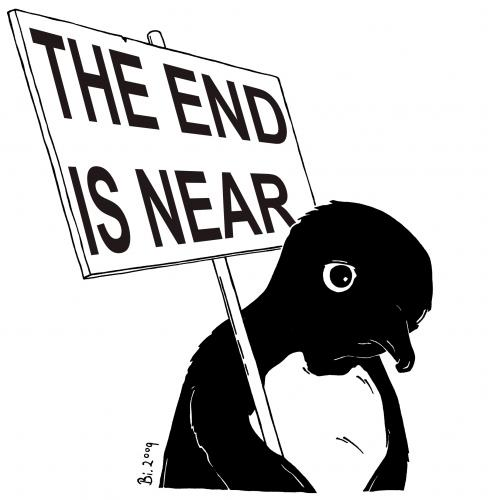 THE END
IS NEAR
Bi. 2009